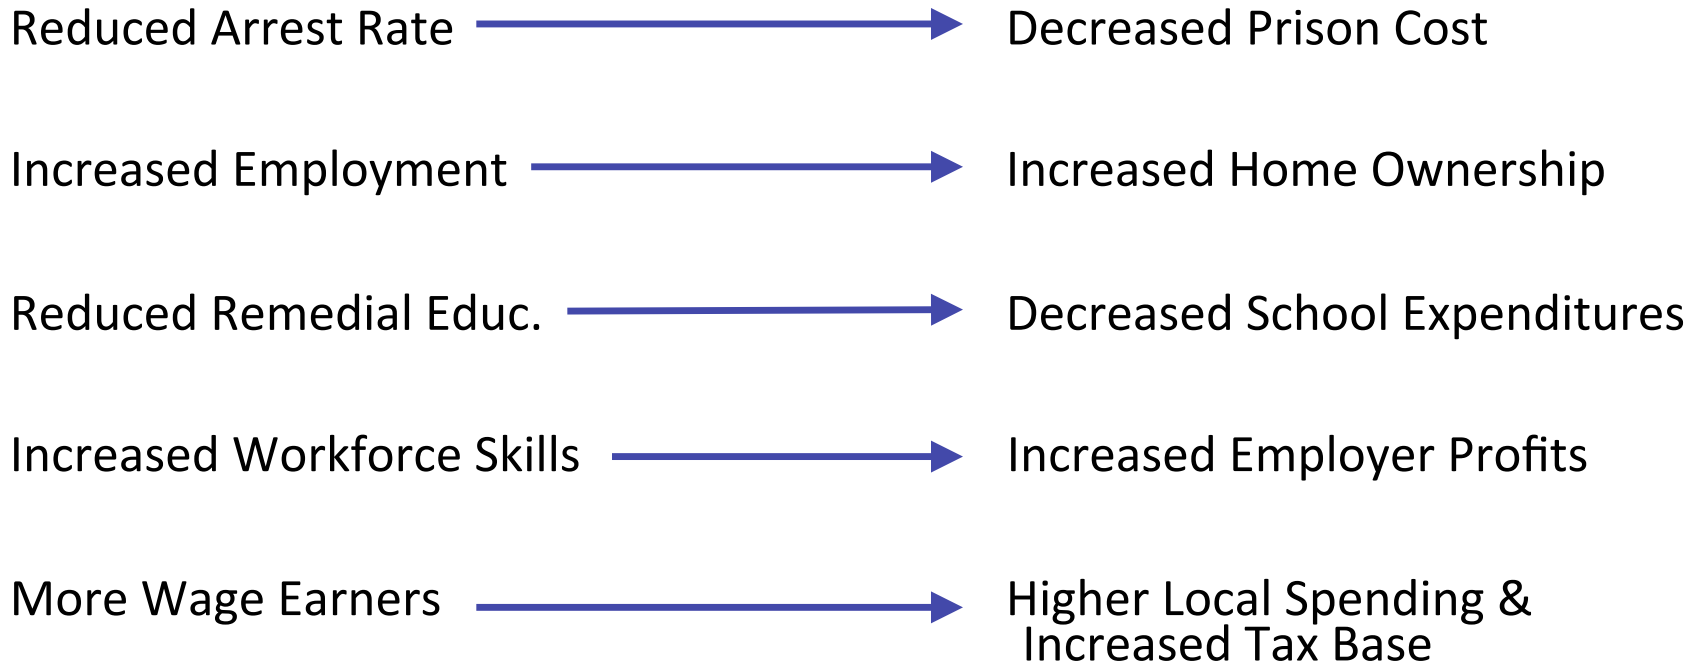 Reduced Arrest Rate
Decreased Prison Cost
Increased Employment
Increased Home Ownership
Reduced Remedial Educ.
Decreased School Expenditures
Increased Workforce Skills
Increased Employer Profits
More Wage Earners
Higher Local Spending &
Increased Tax Base